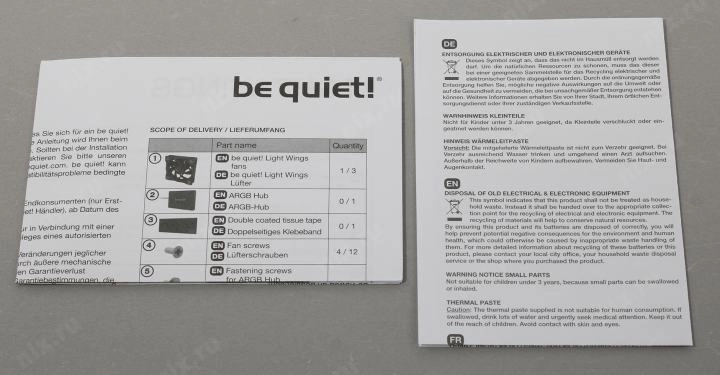 be quiet!®
es Sie sich für ein be quiet!
e Anleitung wird Ihnen beim
. Sollten bei der Installation
aktieren Sie bitte unseren
equiet.com. be quiet! kann
atibilitätsprobleme bedingte
Endkonsumenten (nur Erst-
et! Händler), ab Datum des
ur in Verbindung mit einer
eleges eines autorisierten
Veränderungen jeglicher
rch äußere mechanische
en Garantieverlust
SCOPE OF DELIVERY / LIEFERUMFANG
Part name Quantity
1 EN be quiet! Light Wings
fans
DE be quiet! Light Wings
Lüfter
1 / 3
2 EN ARGB Hub
DE ARGB-Hub
0 / 1
3 EN Double coated tissue tape
DE Doppelseitiges Klebeband
0 / 1
4 EN Fan screws
DE Lüfterschrauben
4 / 12
5 EN Fastening screws
for ARGB Hub
DE
ENTSORGUNG ELEKTRISCHER UND ELEKTRONISCHER GERÄTE
Dieses Symbol zeigt an, dass das nicht im Hausmüll entsorgt werden
darf. Um die natürlichen Ressourcen zu schonen, muss das dieser
bei einer geeigneten Sammelstelle für das Recycling elektrischer und
elektronischer Geräte abgegeben werden. Durch die ordnungsgemäße
Entsorgung helfen Sie, mögliche negative Auswirkungen auf die Umwelt oder
auf die Gesundheit zu vermeiden, die bei unsachgemäßer Entsorgung entstehen
können. Weitere Informationen erhalten Sie von Ihrer Stadt, Ihrem örtlichen Ent-
sorgungsdienst oder Ihrer zuständigen Verkaufsstelle.
WARNHINWEIS KLEINTEILE
Nicht für Kinder unter 3 Jahren geeignet, da Kleinteile verschluckt oder ein-
geatmet werden können.
HINWEIS WÄRMELEITPASTE
Vorsicht: Die mitgelieferte Wärmeleitpaste ist nicht zum Verzehr geeignet. Bei
Verzehr ausreichend Wasser trinken und umgehend einen Arzt aufsuchen.
Außerhalb der Reichweite von Kindern aufbewahren. Vermeiden Sie Haut- und
Augenkontakt.
EN
DISPOSAL OF OLD ELECTRICAL & ELECTRONIC EQUIPMENT
This symbol indicates that this product shall not be treated as house-
hold waste. Instead it shall be handed over to the appropriate collec-
tion point for the recycling of electrical and electronic equipment. The
recycling of materials will help to conserve natural resources.
By ensuring this product and its batteries are disposed of correctly, you will
help prevent potential negative consequences for the environment and human
health, which could otherwise be caused by inappropriate waste handling of
them. For more detailed information about recycling of these batteries or this
product, please contact your local city office, your household waste disposal
service or the shop where you purchased the product.
WARNING NOTICE SMALL PARTS
Not suitable for children under 3 years, because small parts can be swallowed
or inhaled.
THERMAL PASTE
Caution: The thermal paste supplied is not suitable for human consumption. If
swallowed, drink lots of water and urgently seek medical attention. Keep it out
of the reach of children. Avoid contact with skin and eyes.
FR